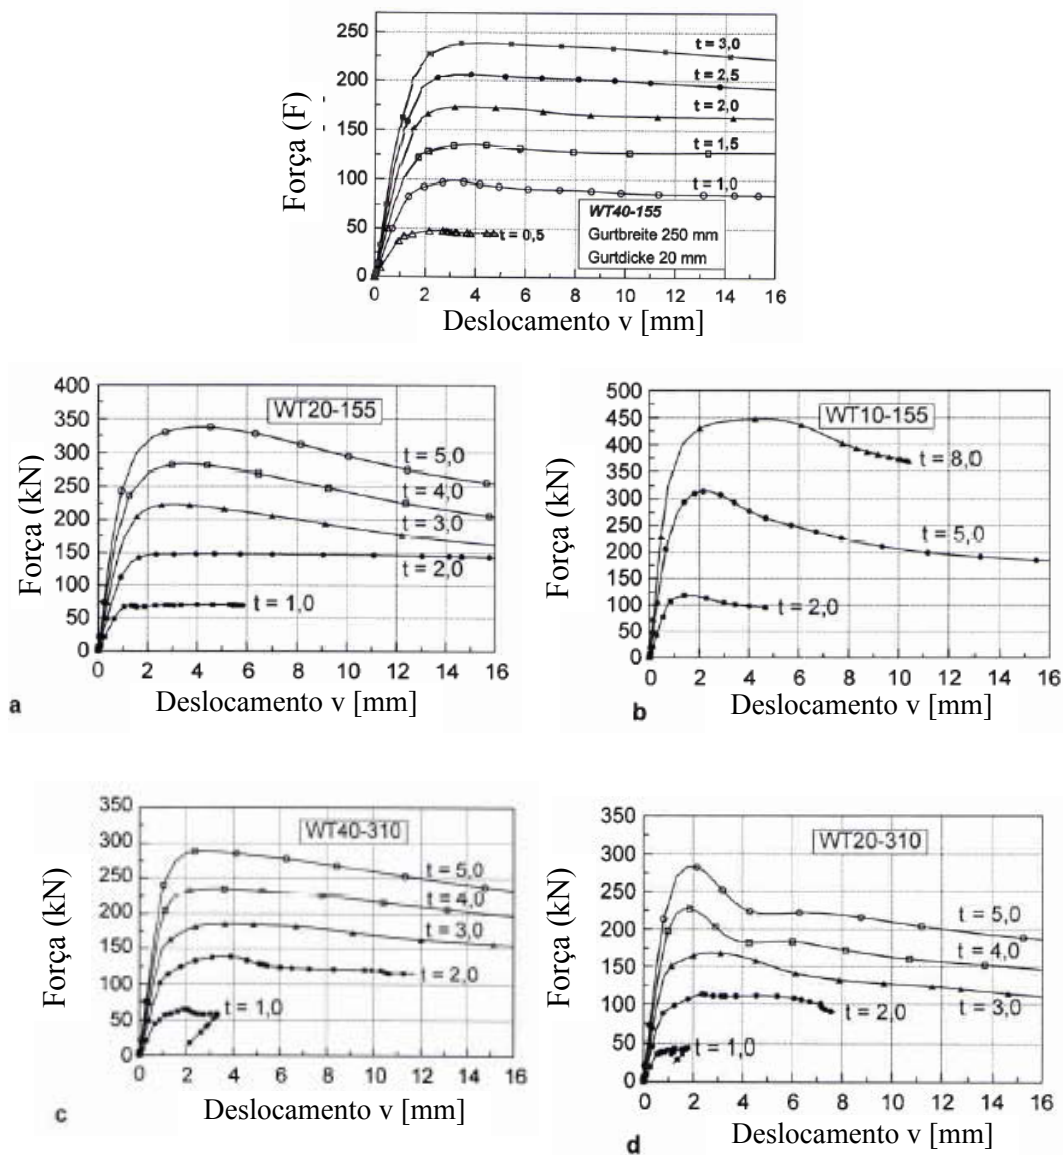 Força (F)
250
200
150
100
50
0
t = 3,0
t = 2,5
t = 2,0
t = 1,5
t = 1,0
t = 0,5
WT40-155
Gurtbreite 250 mm
Gurtdicke 20 mm
0 2 4 6 8 10 12 14 16
Deslocamento v [mm]
Força (kN)
400
350
300
250
200
150
100
50
0
WT20-155
t = 5,0
t = 4,0
t = 3,0
t = 2,0
t = 1,0
0 2 4 6 8 10 12 14 16
a
Deslocamento v [mm]
Força (kN)
500
450
400
350
300
250
200
150
100
50
0
WT10-155
t = 8,0
t = 5,0
t = 2,0
0 2 4 6 8 10 12 14 16
b
Deslocamento v [mm]
Força (kN)
350
300
250
200
150
100
50
0
WT40-310
t = 5,0
t = 4,0
t = 3,0
t = 2,0
t = 1,0
0 2 4 6 8 10 12 14 16
c
Deslocamento v [mm]
Força (kN)
350
300
250
200
150
100
50
0
WT20-310
t = 5,0
t = 4,0
t = 3,0
t = 2,0
t = 1,0
0 2 4 6 8 10 12 14 16
d
Deslocamento v [mm]